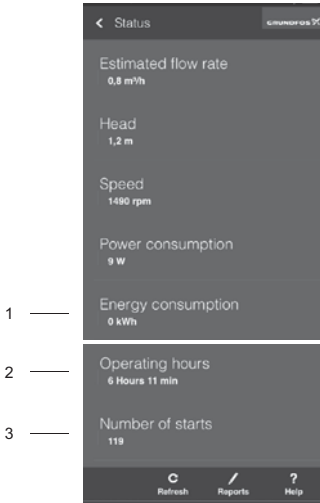 Status
GRUNDFOS
Estimated flow rate
0,8 m³/h
Head
1,2 m
Speed
1490 rpm
Power consumption
9 W
1
Energy consumption
0 kWh
2
Operating hours
6 Hours 11 min
3
Number of starts
119
Refresh
Reports
Help